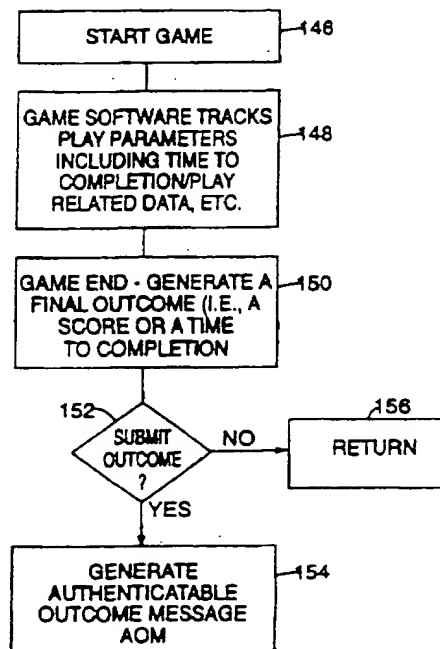 START GAME
146
GAME SOFTWARE TRACKS
PLAY PARAMETERS
INCLUDING TIME TO
COMPLETION/PLAY
RELATED DATA, ETC.
148
GAME END - GENERATE A
FINAL OUTCOME (I.E., A
SCORE OR A TIME
TO COMPLETION
150
152
SUBMIT
OUTCOME
?
NO
156
RETURN
YES
GENERATE
AUTHENTICATABLE
OUTCOME MESSAGE
AOM
154